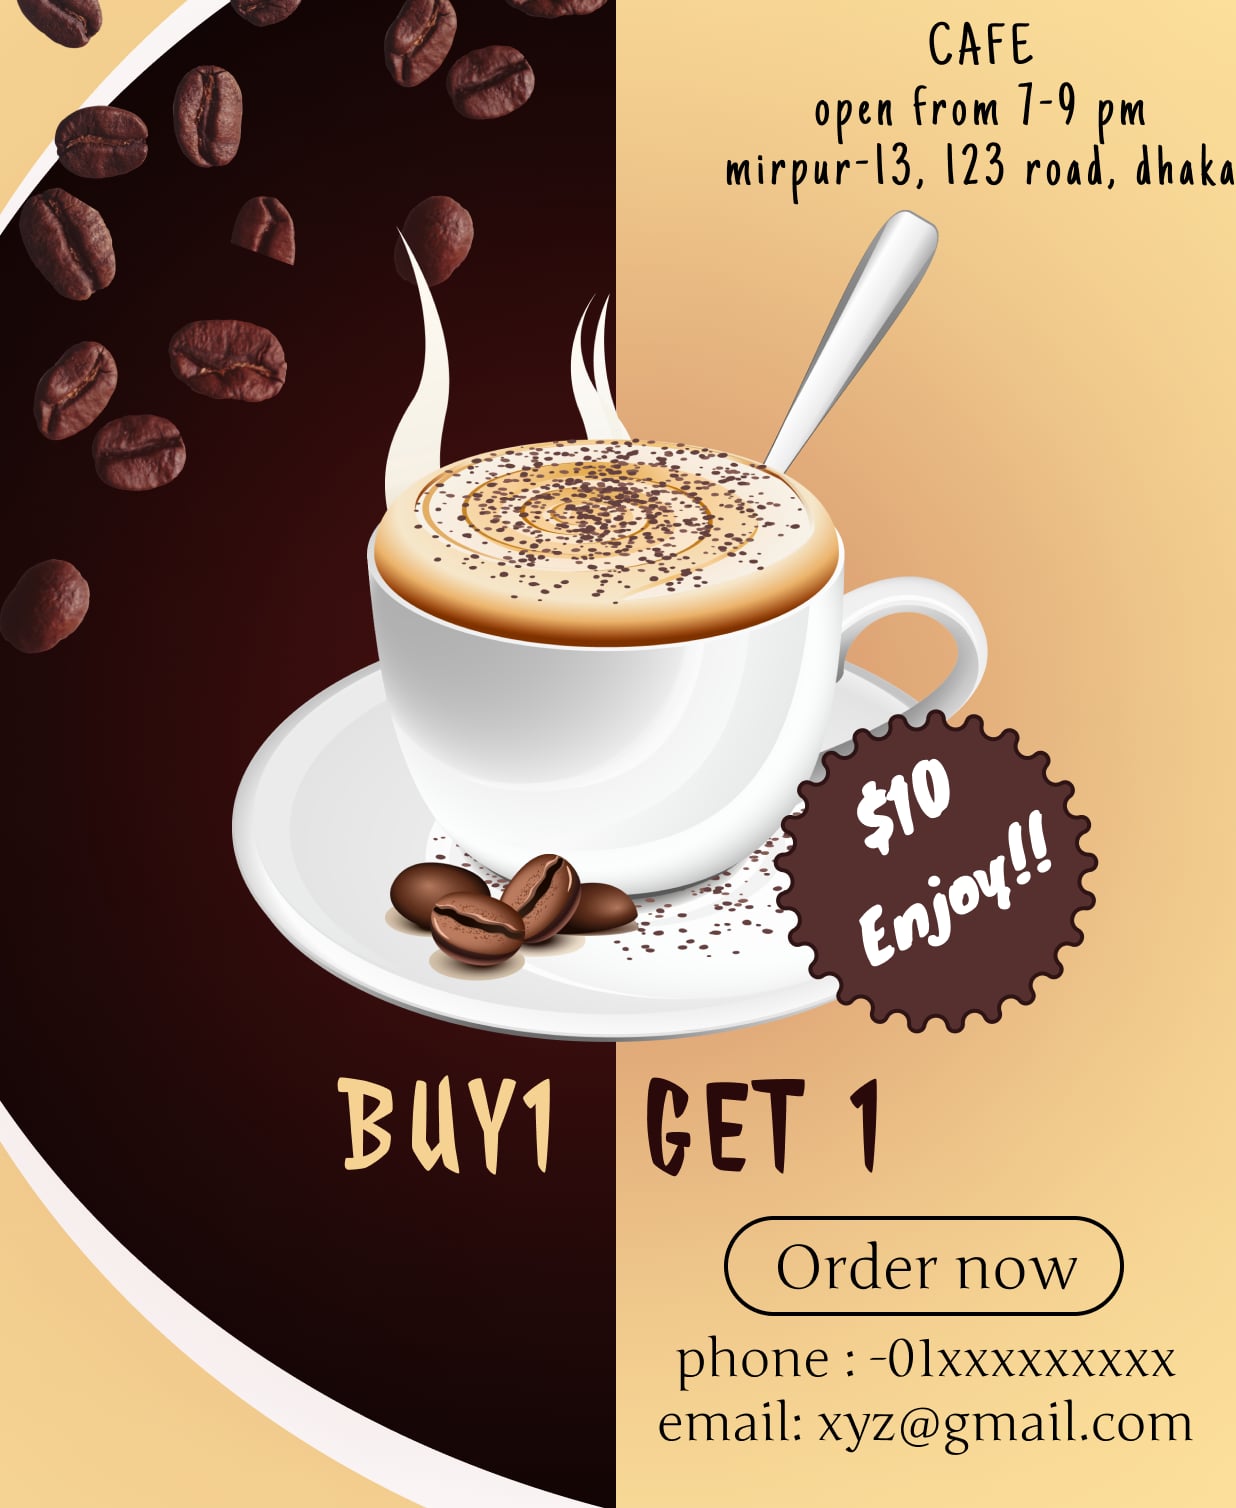 CAFE
open from 7-9 pm
mirpur-13, 123 road, dhaka
$10
Enjoy!!
BUY1 GET 1
Order now
phone : -01xxxxxxxxx
email: xyz@gmail.com